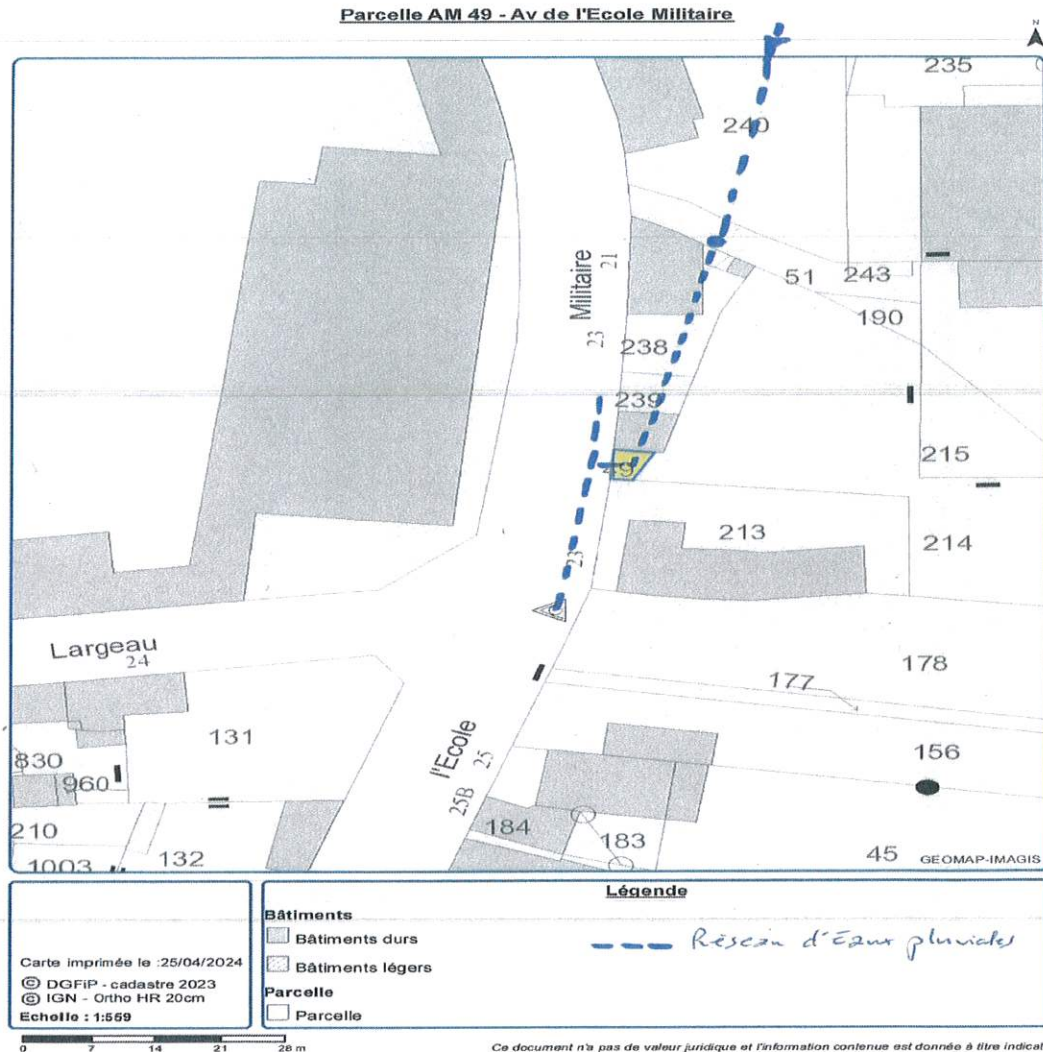 Parcelle AM 49 - Av de l'Ecole Militaire
N
235
240
Militaire
21
51
243
190
23
238
239
215
49
213
214
23
Largeau
24
178
177
131
l'Ecole
25
25B
156
830
960
184
183
210
1003
132
45
GEOMAP-IMAGIS
Légende
Bâtiments
Bâtiments durs
Bâtiments légers
Parcelle
Parcelle
Réseau d'Eaux pluviales
Carte imprimée le :25/04/2024
© DGFiP - cadastre 2023
© IGN - Ortho HR 20cm
Echelle : 1:559
0 7 14 21 28 m
Ce document n'a pas de valeur juridique et l'information contenue est donnée à titre indicat